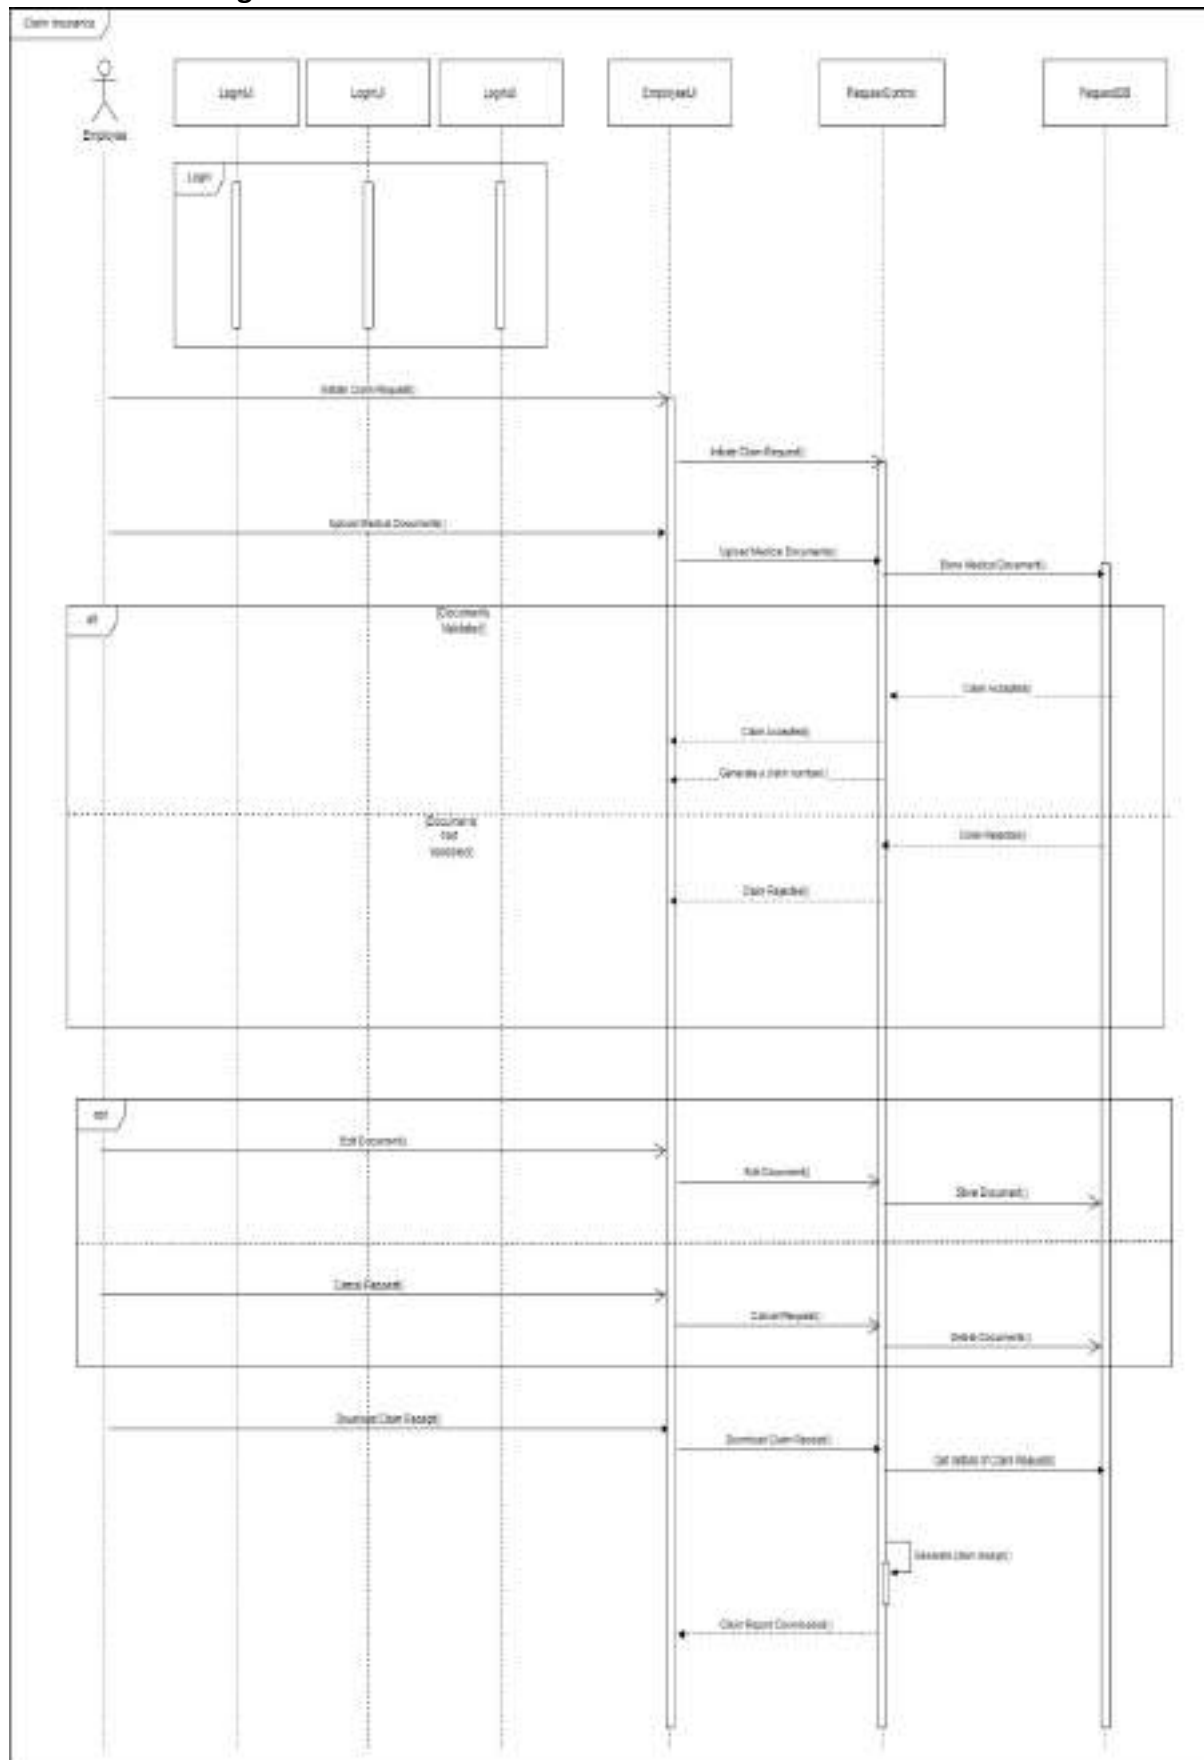 Claim Insurance
Employee
LoginUI
LoginUI
LoginUI
EmployeeUI
RequestControl
RequestDB
Login
Initiate Claim Request()
Initiate Claim Request()
Upload Medical Documents()
Upload Medical Documents()
Store Medical Document()
alt
[Documents
Validated]
Claim Accepted()
Claim Accepted()
Generate a claim number()
[Documents
Not
Validated]
Claim Rejected()
Claim Rejected()
opt
Edit Document()
Edit Document()
Store Document()
Cancel Request()
Cancel Request()
Delete Documents()
Download Claim Receipt()
Download Claim Receipt()
Get details of Claim Request()
Generate claim receipt()
Claim Report Downloaded()